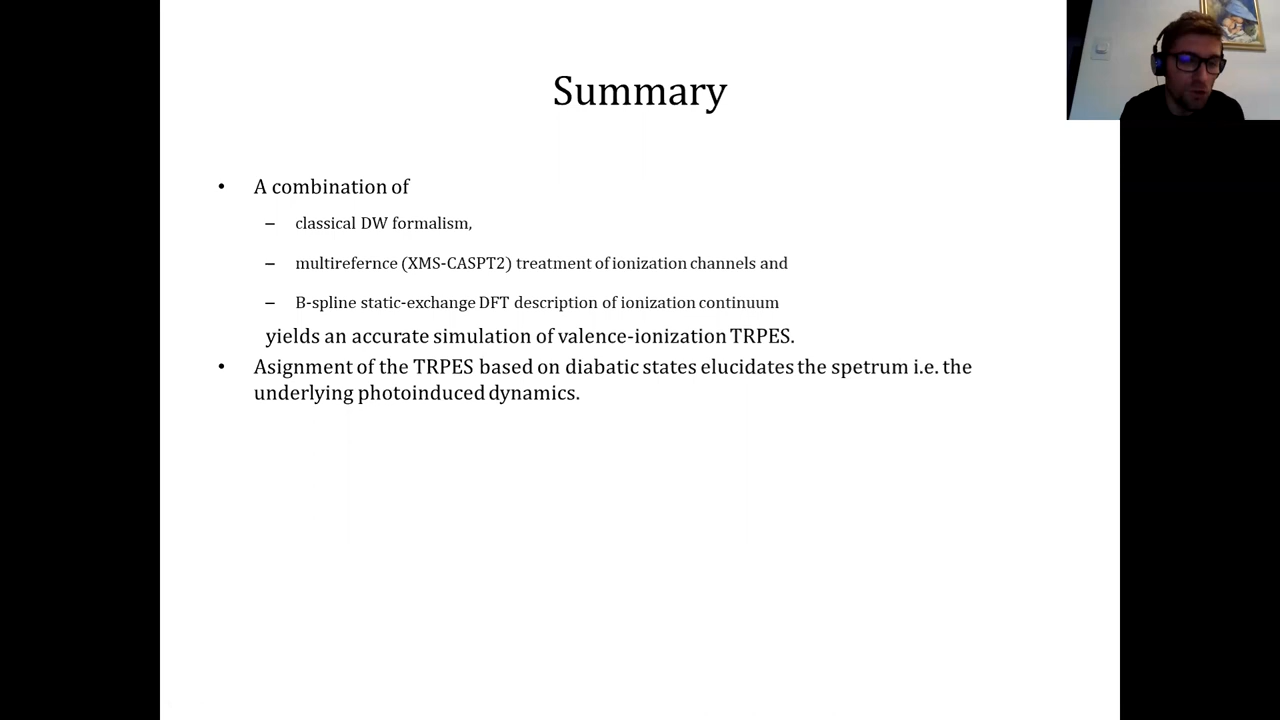 Summary
• A combination of
– classical DW formalism,
– multirefernce (XMS-CASPT2) treatment of ionization channels and
– B-spline static-exchange DFT description of ionization continuum
yields an accurate simulation of valence-ionization TRPES.
• Asignment of the TRPES based on diabatic states elucidates the spetrum i.e. the
underlying photoinduced dynamics.